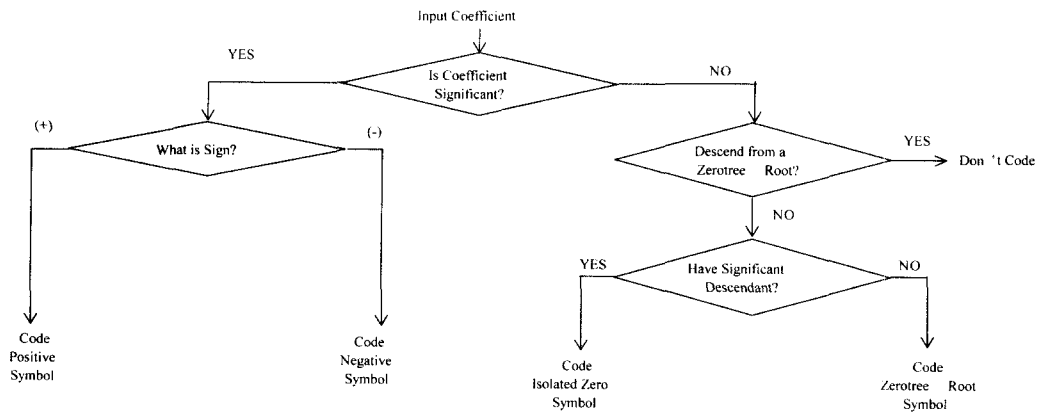 Input Coefficient
YES
Is Coefficient
Significant?
NO
(+)
What is Sign?
(-)
Descend from a
Zerotree Root?
YES
Don 't Code
NO
YES
Have Significant
Descendant?
NO
Code
Positive
Symbol
Code
Negative
Symbol
Code
Isolated Zero
Symbol
Code
Zerotree Root
Symbol